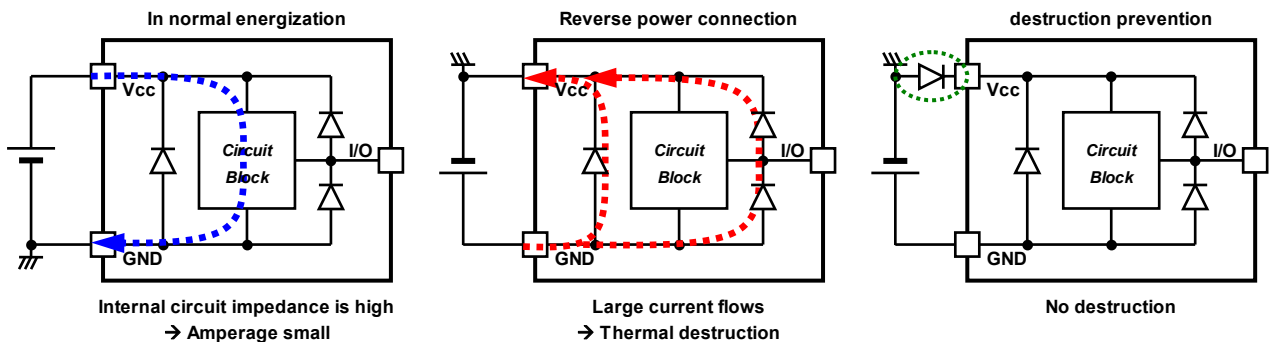 In normal energization
Vcc
Circuit
Block
I/O
GND
Internal circuit impedance is high
→ Amperage small
Reverse power connection
Vcc
Circuit
Block
I/O
GND
Large current flows
→ Thermal destruction
destruction prevention
Vcc
Circuit
Block
I/O
GND
No destruction